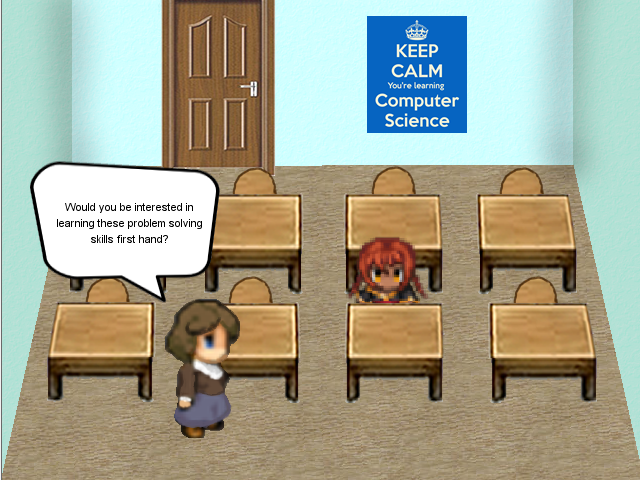 KEEP
CALM
You're learning
Computer
Science
Would you be interested in
learning these problem solving
skills first hand?